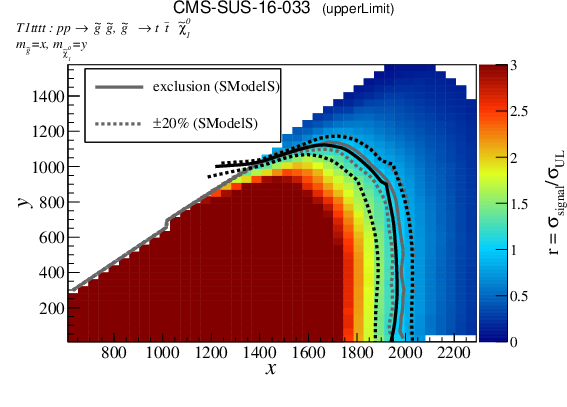 CMS-SUS-16-033 (upperLimit)
T1tttt : pp → g̃ g̃, g̃ → t t̄ χ̃⁰₁
m_g̃=x, m_χ̃⁰₁=y
exclusion (SModelS)
±20% (SModelS)
1400
1200
1000
800
600
400
200
y
800 1000 1200 1400 1600 1800 2000 2200
x
3
2.5
2
1.5
1
0.5
0
r = σ_signal/σ_UL